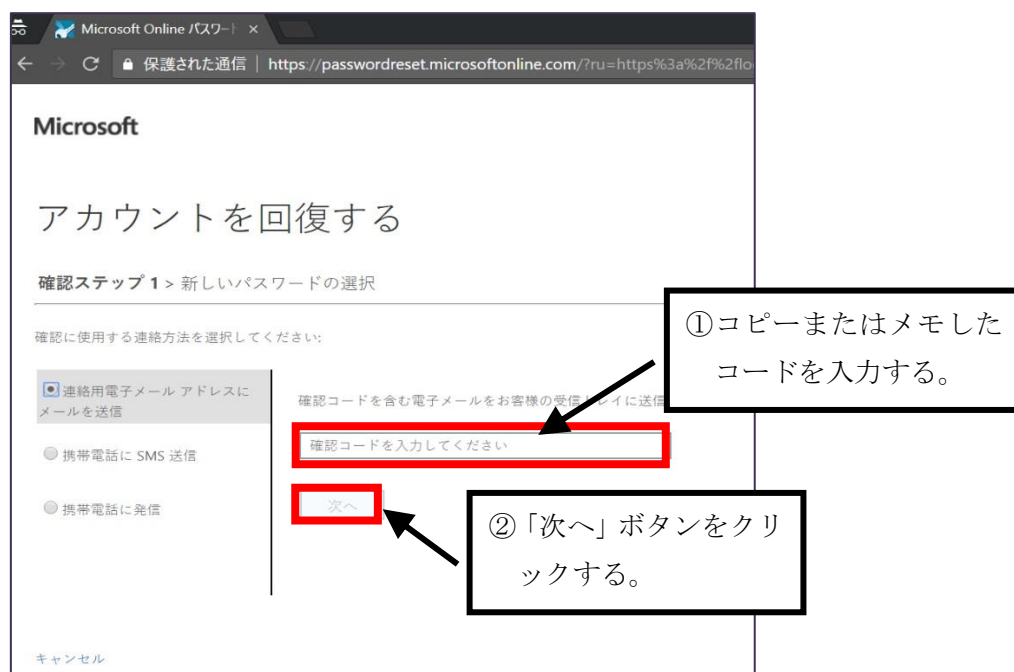 Microsoft Online パスワード ×
保護された通信 | https://passwordreset.microsoftonline.com/?ru=https%3a%2f%2flo
Microsoft
アカウントを回復する
確認ステップ 1 > 新しいパスワードの選択
確認に使用する連絡方法を選択してください:
連絡用電子メール アドレスに
メールを送信
携帯電話に SMS 送信
携帯電話に発信
確認コードを含む電子メールをお客様の受信トレイに送信
確認コードを入力してください
次へ
①コピーまたはメモした
コードを入力する。
②「次へ」ボタンをクリ
ックする。
キャンセル